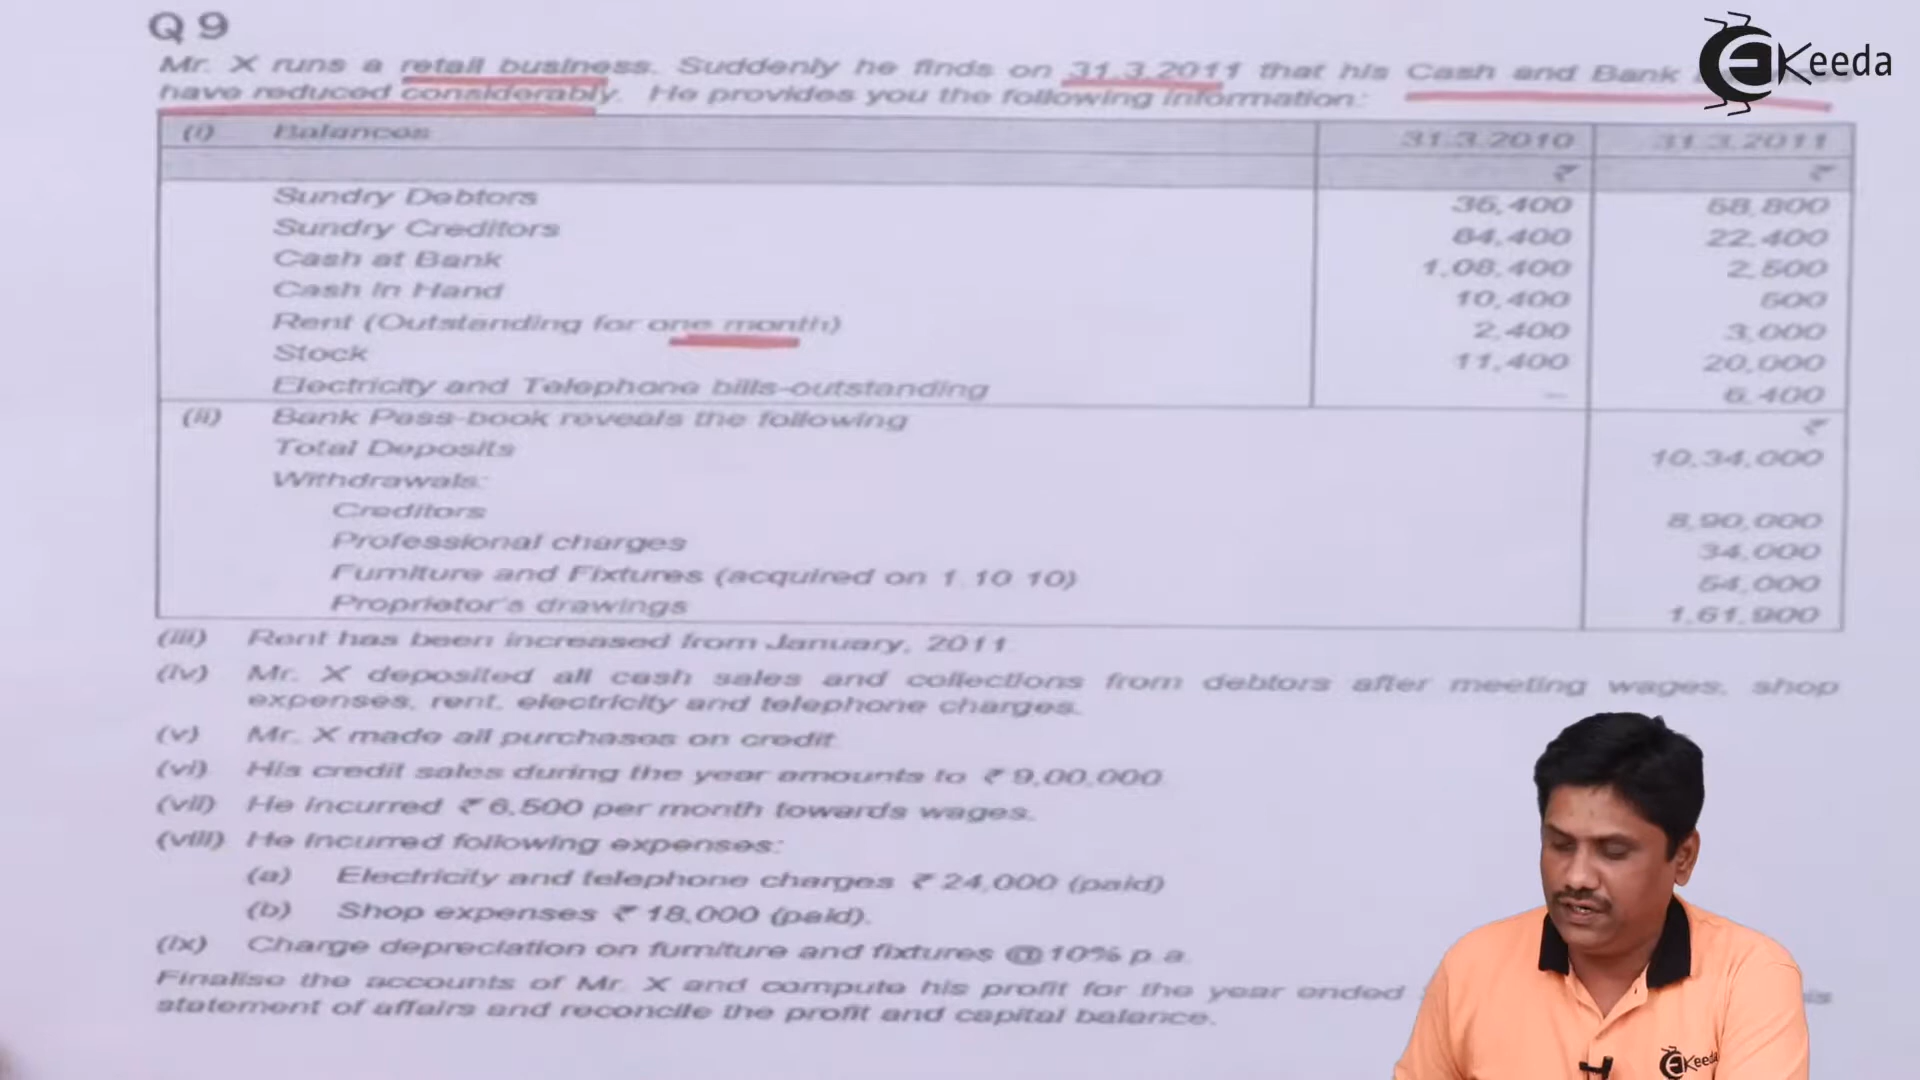 Q 9
Keeda
Mr. X runs a retail business. Suddenly he finds on 31.3.2011 that his Cash and Bank
have reduced considerably. He provides you the following information:
(i) Balances 31.3.2010 31.3.2011
₹ ₹
Sundry Debtors 35,400 58,800
Sundry Creditors 84,400 22,400
Cash at Bank 1,08,400 2,500
Cash in Hand 10,400 500
Rent (Outstanding for one month) 2,400 3,000
Stock 11,400 20,000
Electricity and Telephone bills-outstanding – 6,400
(ii) Bank Pass-book reveals the following ₹
Total Deposits 10,34,000
Withdrawals:
Creditors 8,90,000
Professional charges 34,000
Furniture and Fixtures (acquired on 1.10.10) 54,000
Proprietor's drawings 1,61,900
(iii) Rent has been increased from January, 2011
(iv) Mr. X deposited all cash sales and collections from debtors after meeting wages, shop
expenses, rent, electricity and telephone charges.
(v) Mr. X made all purchases on credit
(vi) His credit sales during the year amounts to ₹ 9,00,000
(vii) He incurred ₹ 6,500 per month towards wages.
(viii) He incurred following expenses:
(a) Electricity and telephone charges ₹ 24,000 (paid)
(b) Shop expenses ₹ 18,000 (paid).
(ix) Charge depreciation on furniture and fixtures @10% p.a.
Finalise the accounts of Mr. X and compute his profit for the year ended
statement of affairs and reconcile the profit and capital balance.
Keeda